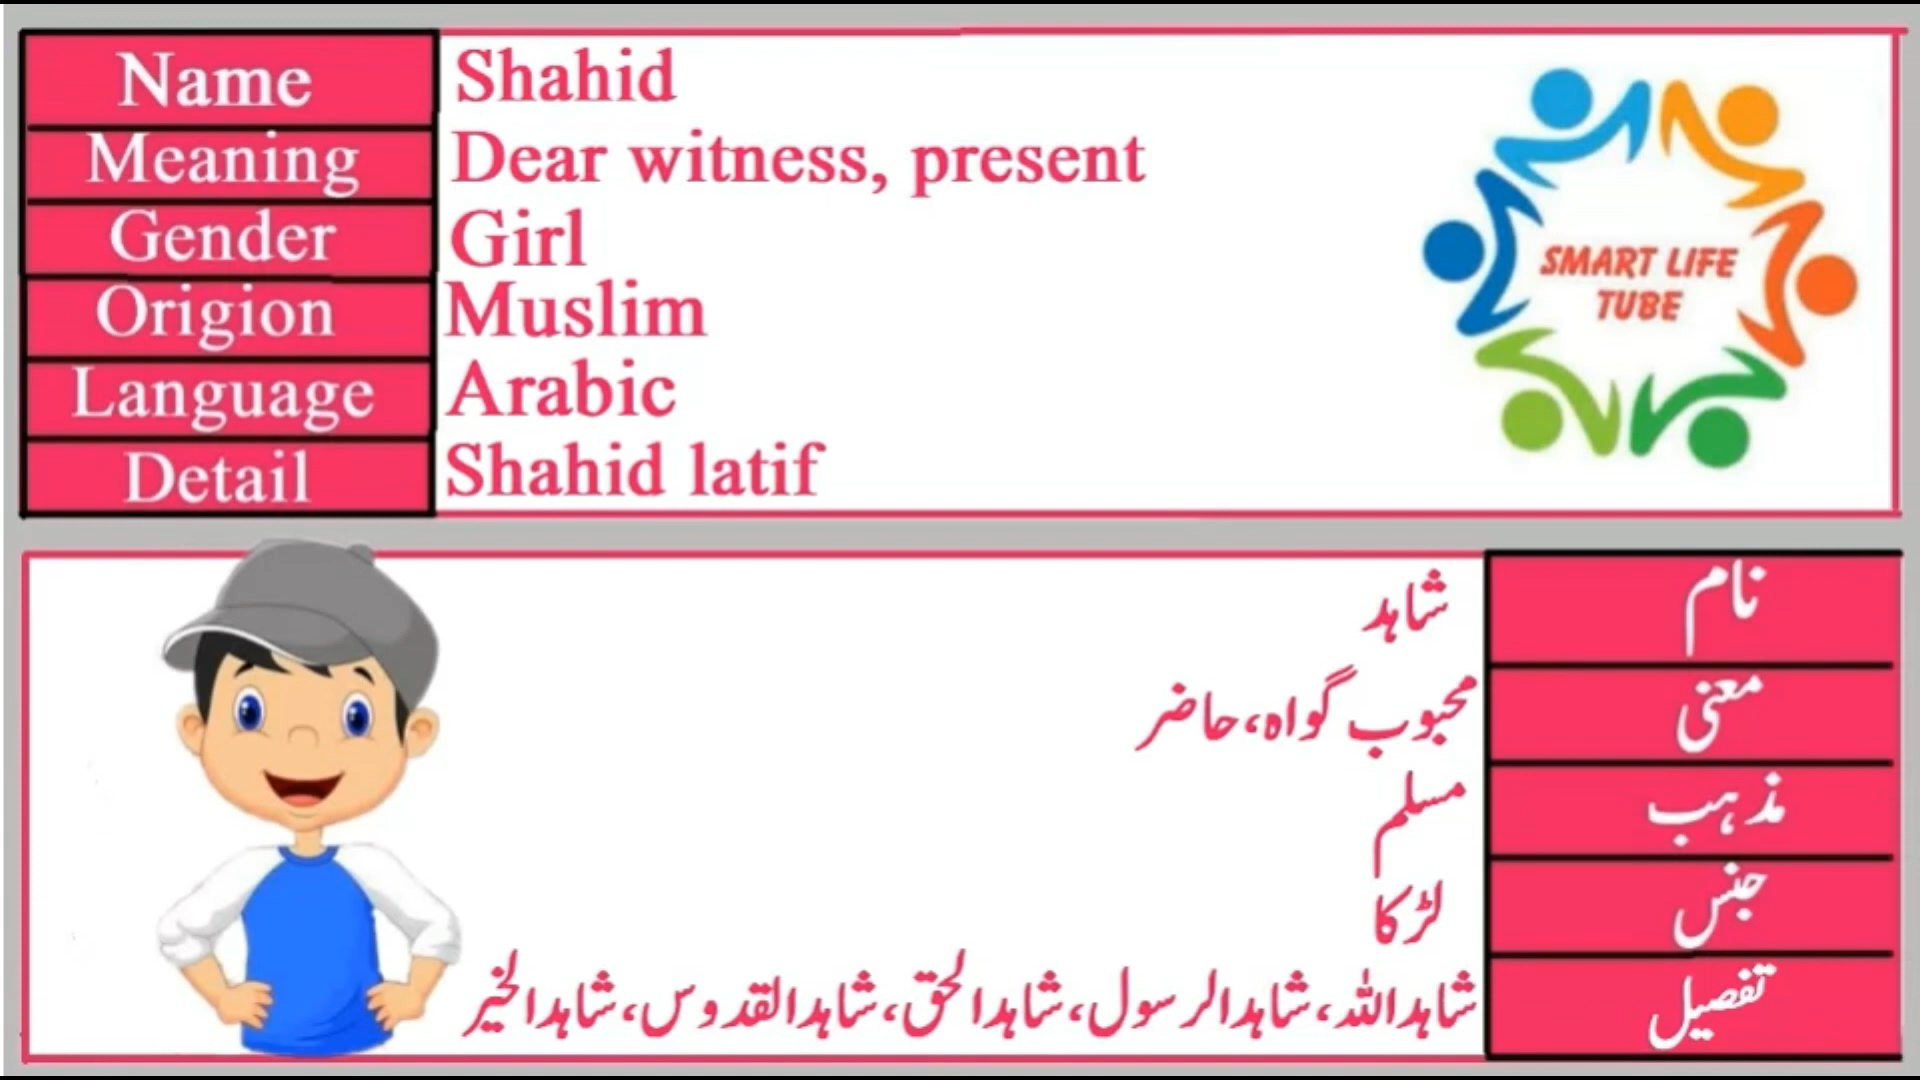 Name Shahid
Meaning Dear witness, present
Gender Girl
Origion Muslim
Language Arabic
Detail Shahid latif
SMART LIFE
TUBE
نام شاہد
معنی محبوب گواہ، حاضر
مذہب مسلم
جنس لڑکا
تفصیل شاہداللہ، شاہدالرسول، شاہدالحق، شاہدالقدوس، شاہدالخیر